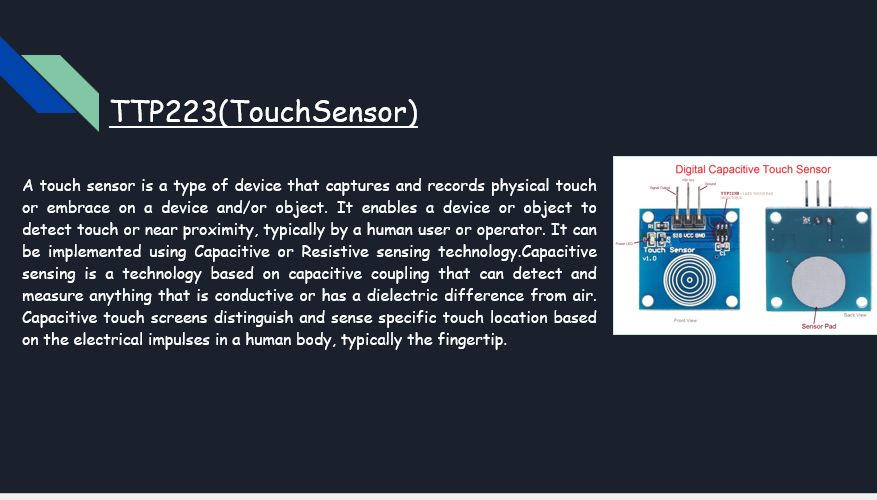 TTP223(TouchSensor)
A touch sensor is a type of device that captures and records physical touch
or embrace on a device and/or object. It enables a device or object to
detect touch or near proximity, typically by a human user or operator. It can
be implemented using Capacitive or Resistive sensing technology.Capacitive
sensing is a technology based on capacitive coupling that can detect and
measure anything that is conductive or has a dielectric difference from air.
Capacitive touch screens distinguish and sense specific touch location based
on the electrical impulses in a human body, typically the fingertip.
Digital Capacitive Touch Sensor
Signal Output
Ground
Power LED
SIG VCC GND
Touch Sensor
v1.0
Front View
Back View
Sensor Pad